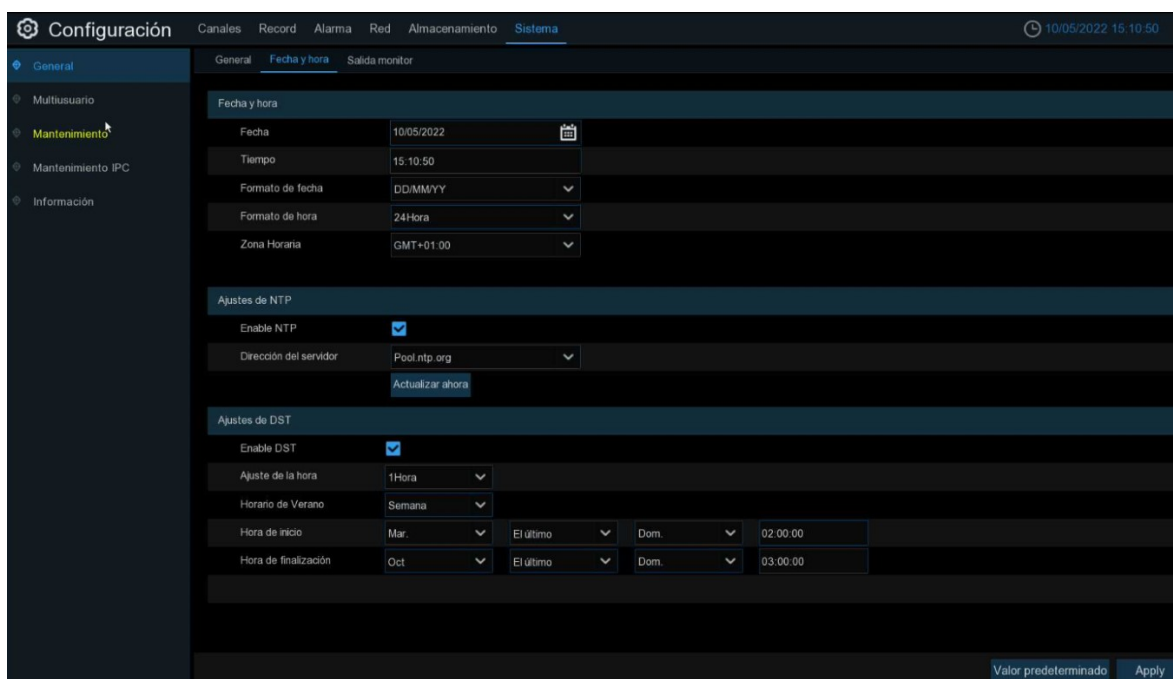 Configuración Canales Record Alarma Red Almacenamiento Sistema 10/05/2022 15:10:50
General
Multiusuario
Mantenimiento
Mantenimiento IPC
Información
General Fecha y hora Salida monitor
Fecha y hora
Fecha 10/05/2022
Tiempo 15:10:50
Formato de fecha DD/MM/YY
Formato de hora 24Hora
Zona Horaria GMT+01:00
Ajustes de NTP
Enable NTP
Dirección del servidor Pool.ntp.org
Actualizar ahora
Ajustes de DST
Enable DST
Ajuste de la hora 1Hora
Horario de Verano Semana
Hora de inicio Mar. El último Dom. 02:00:00
Hora de finalización Oct El último Dom. 03:00:00
Valor predeterminado Apply